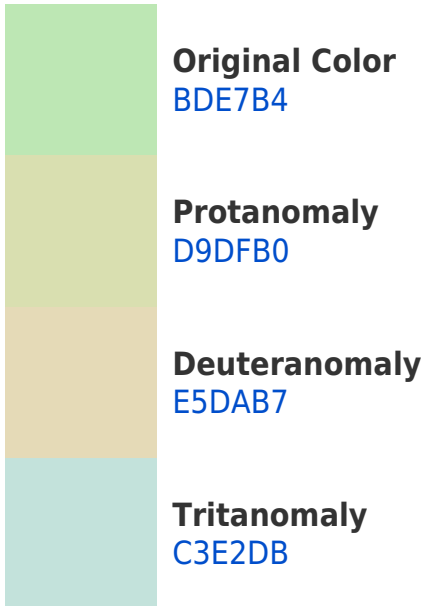 Original Color
BDE7B4
Protanomaly
D9DFB0
Deuteranomaly
E5DAB7
Tritanomaly
C3E2DB